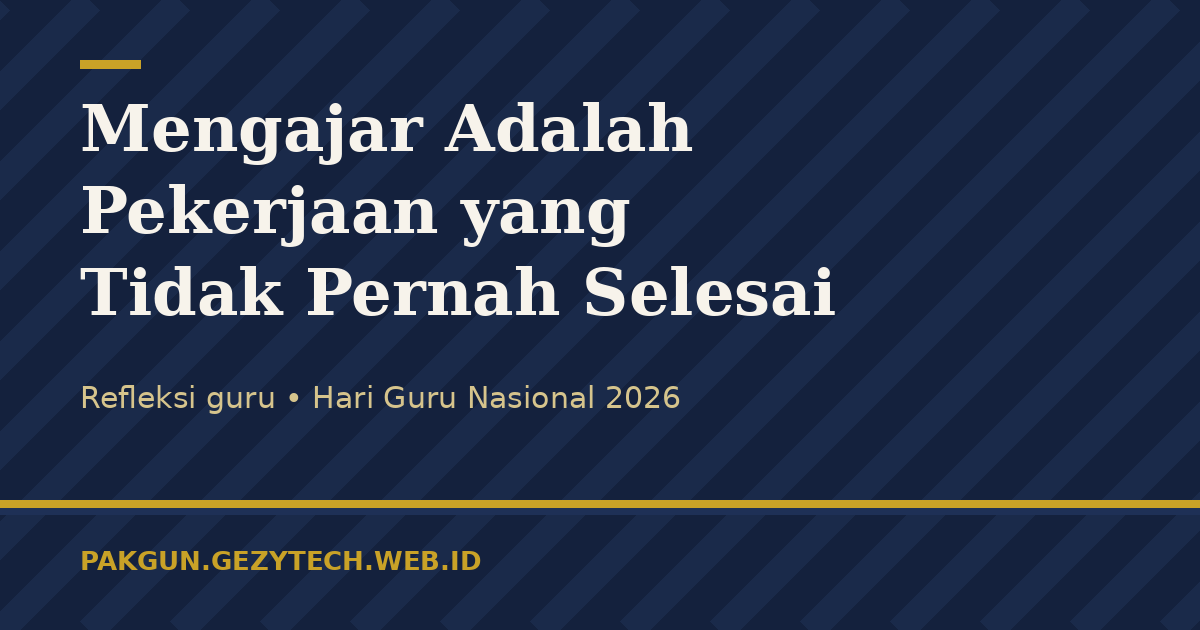 Mengajar Adalah
Pekerjaan yang
Tidak Pernah Selesai
Refleksi guru • Hari Guru Nasional 2026
PAKGUN.GEZYTECH.WEB.ID